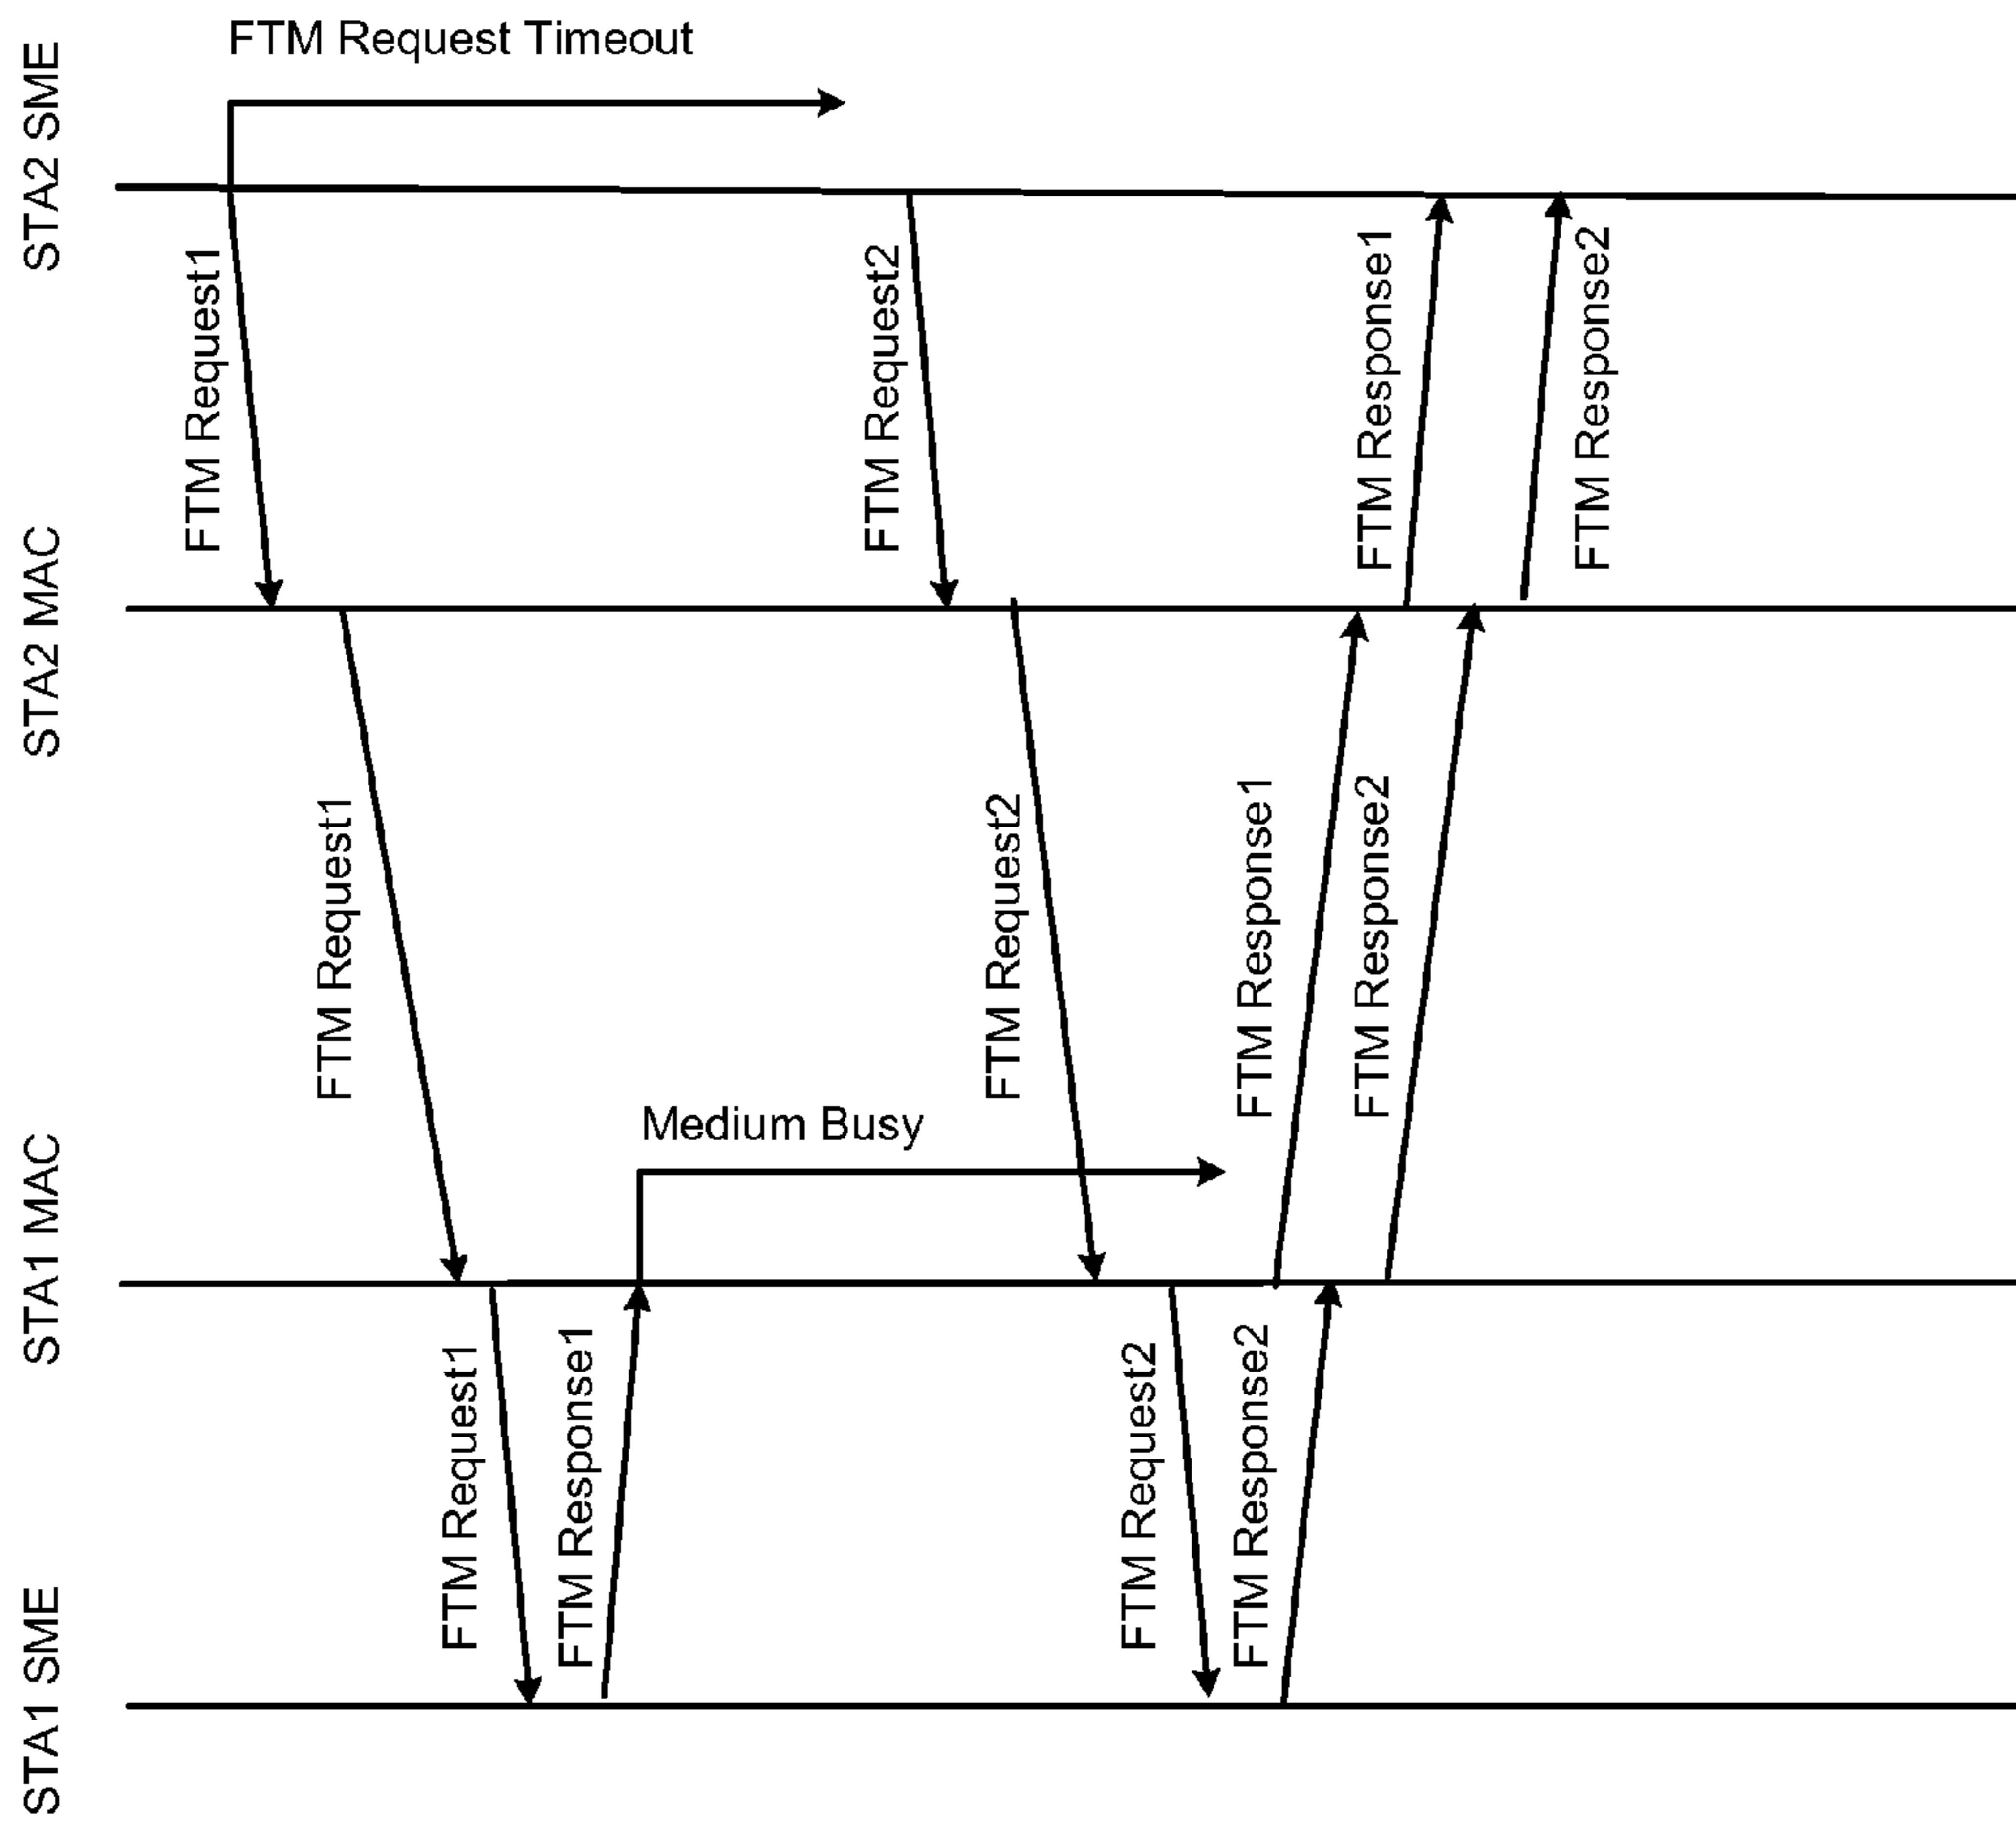 FTM Request Timeout
STA2 SME
FTM Request1
FTM Request2
FTM Response1
FTM Response2
STA2 MAC
FTM Request1
FTM Request2
FTM Response1
FTM Response2
Medium Busy
STA1 MAC
FTM Request1
FTM Response1
FTM Request2
FTM Response2
STA1 SME